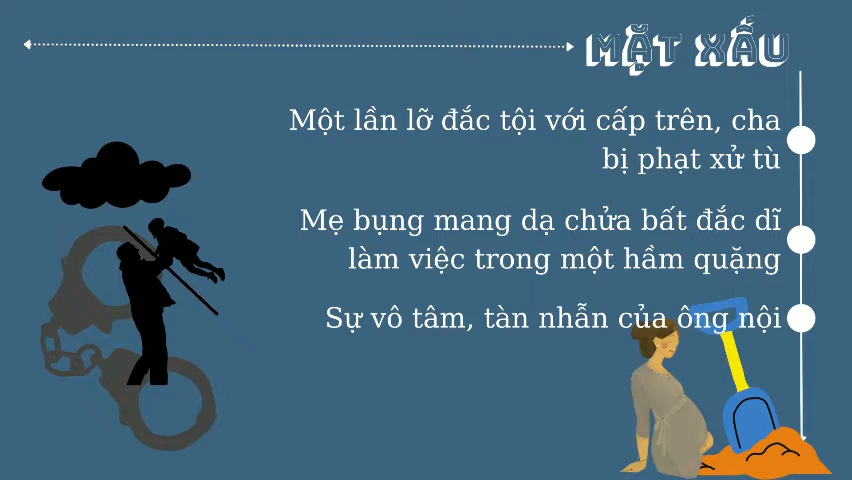 MẶT XẤU
Một lần lỡ đắc tội với cấp trên, cha
bị phạt xử tù
Mẹ bụng mang dạ chửa bất đắc dĩ
làm việc trong một hầm quặng
Sự vô tâm, tàn nhẫn của ông nội